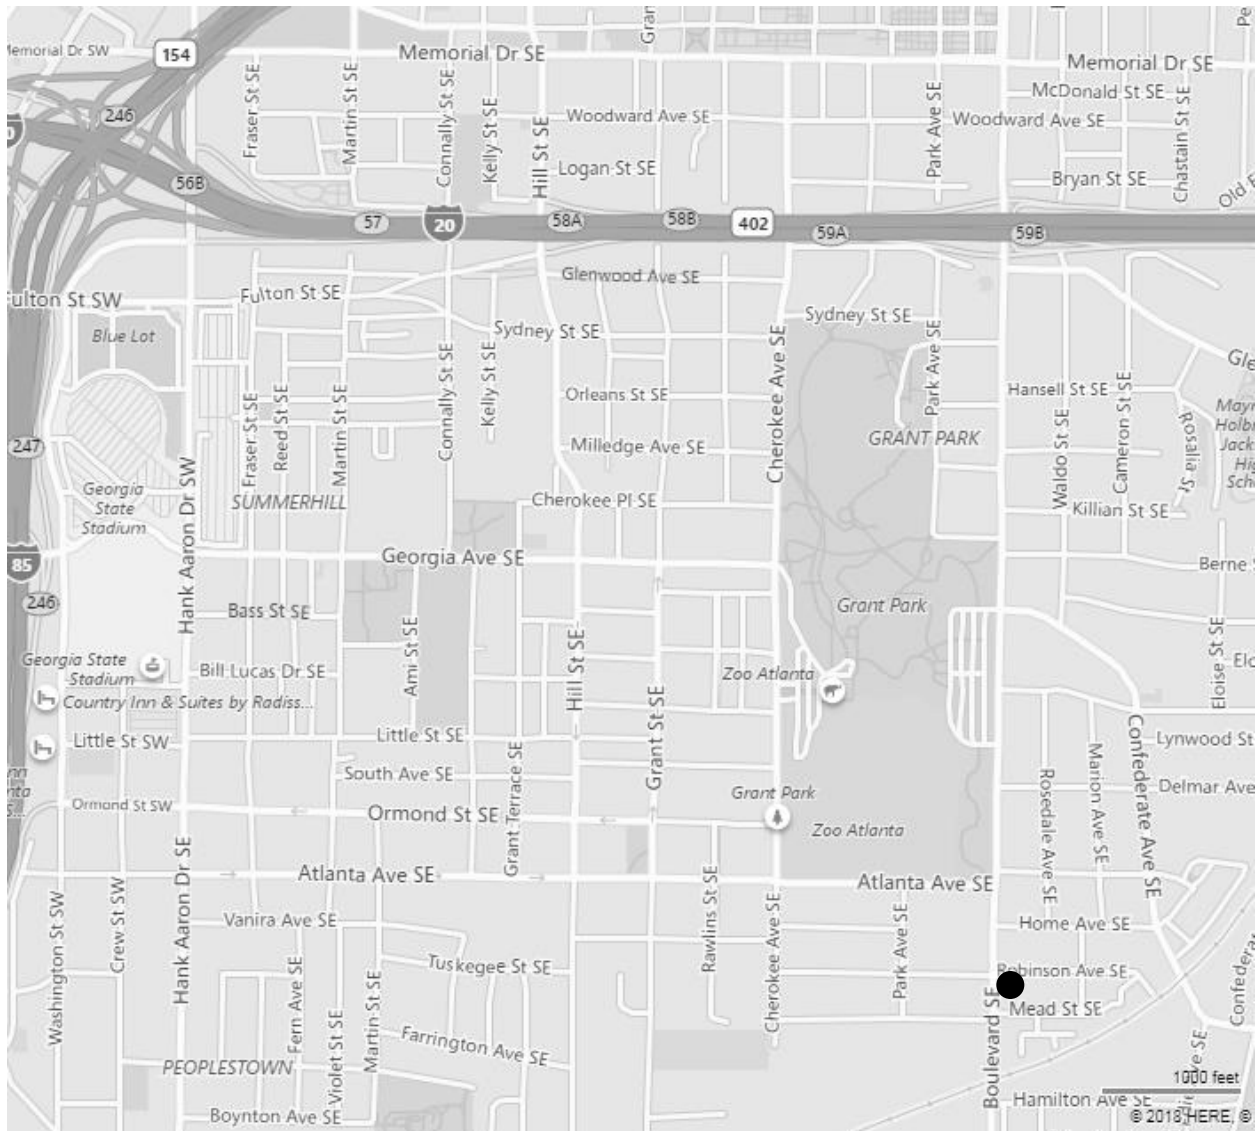 Memorial Dr SW
154
Memorial Dr SE
Memorial Dr SE
McDonald St SE
246
Fraser St SE
Martin St SE
Connally St SE
Kelly St SE
Hill St SE
Woodward Ave SE
Park Ave SE
Woodward Ave SE
Chastain St SE
Logan St SE
Bryan St SE
56B
57
20
58A
58B
402
59A
59B
Glenwood Ave SE
Fulton St SW
Fulton St SE
Sydney St SE
Sydney St SE
Blue Lot
Connally St SE
Kelly St SE
Cherokee Ave SE
Park Ave SE
Orleans St SE
Hansell St SE
Fraser St SE
Reed St SE
Martin St SE
Milledge Ave SE
GRANT PARK
Waldo St SE
Cameron St SE
Rosalia St
247
Georgia
State
Stadium
Hank Aaron Dr SW
SUMMERHILL
Cherokee Pl SE
Killian St SE
85
Georgia Ave SE
Berne
246
Bass St SE
Grant Park
Ami St SE
Hill St SE
Eloise St SE
Georgia State
Stadium
Bill Lucas Dr SE
Zoo Atlanta
Country Inn & Suites by Radiss...
Grant St SE
Little St SW
Little St SE
Confederate Ave SE
Lynwood St
South Ave SE
Grant Terrace SE
Rosedale Ave SE
Marion Ave SE
Delmar Ave
Ormond St SW
Ormond St SE
Grant Park
Zoo Atlanta
Hank Aaron Dr SE
Atlanta Ave SE
Atlanta Ave SE
Washington St SW
Crew St SW
Vanira Ave SE
Rawlins St SE
Cherokee Ave SE
Park Ave SE
Home Ave SE
Tuskegee St SE
Robinson Ave SE
Fern Ave SE
Violet St SE
Martin St SE
Boulevard SE
Mead St SE
Farrington Ave SE
PEOPLESTOWN
1000 feet
Boynton Ave SE
Hamilton Ave SE
© 2018 HERE, ©